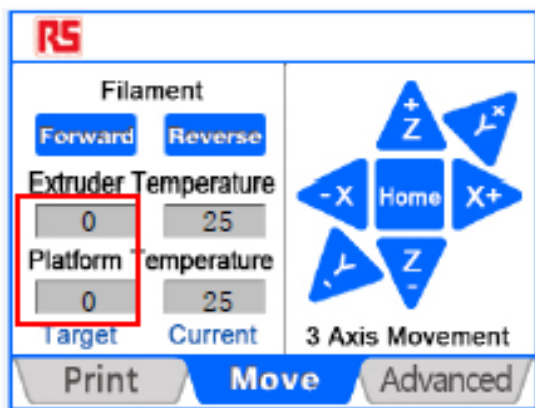 RS
Filament
Forward Reverse
Extruder Temperature
0 25
Platform Temperature
0 25
Target Current
+
Z
Y+
-X Home X+
-Y
Z
-
3 Axis Movement
Print Move Advanced